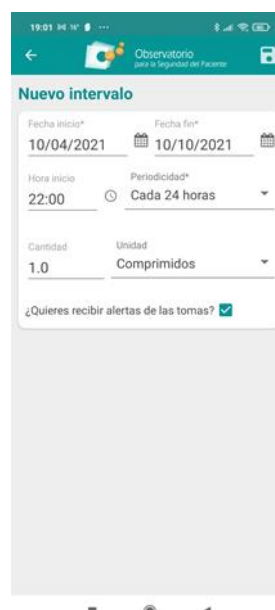 19:01
Observatorio
para la Seguridad del Paciente
Nuevo intervalo
Fecha inicio* Fecha fin*
10/04/2021 10/10/2021
Hora inicio Periodicidad*
22:00 Cada 24 horas
Cantidad Unidad
1.0 Comprimidos
¿Quieres recibir alertas de las tomas?